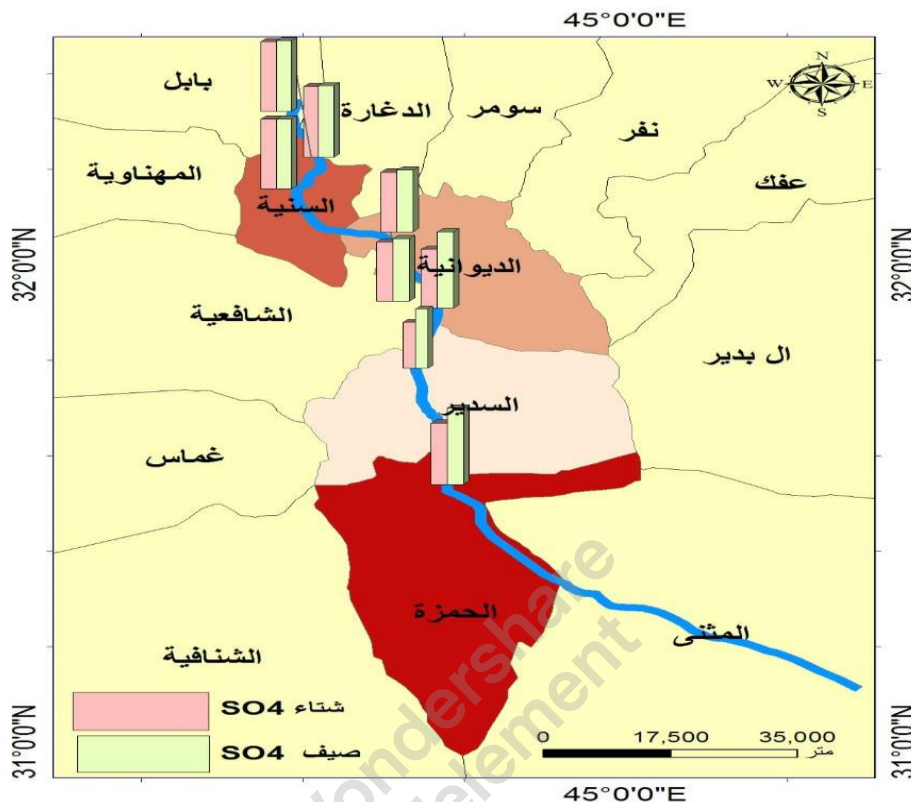 45°0'0"E
N
W E
S
بابل
الدغارة
سومر
نفر
المهناوية
عفك
السنية
32°0'0"N
32°0'0"N
الديوانية
الشافعية
ال بدير
السدير
غماس
الحمزة
المثنى
الشنافية
شتاء SO4
صيف SO4
0 17,500 35,000
متر
31°0'0"N
31°0'0"N
45°0'0"E
Wondershare